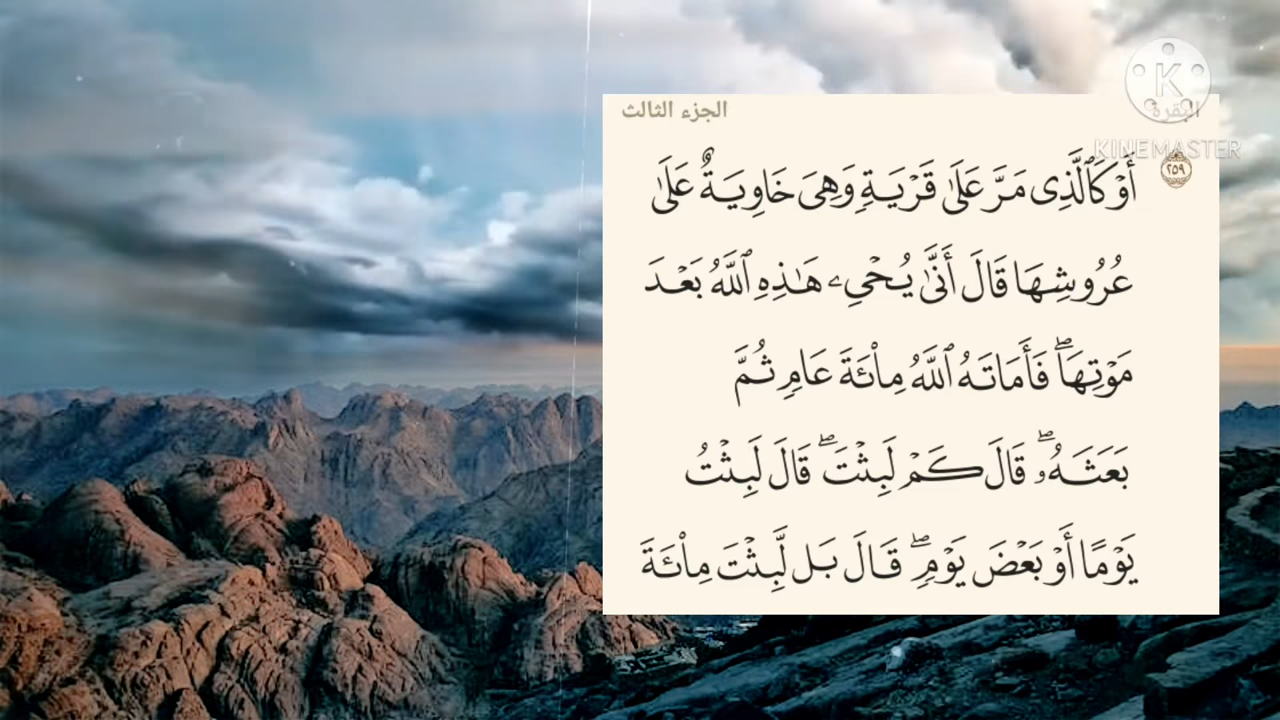 الجزء الثالث
البقرة
K
KINEMASTER
أَوۡ كَٱلَّذِى مَرَّ عَلَىٰ قَرۡيَةٖ وَهِىَ خَاوِيَةٌ عَلَىٰ
٢٥٩
عُرُوشِهَا قَالَ أَنَّىٰ يُحۡىِۦ هَـٰذِهِ ٱللَّهُ بَعۡدَ
مَوۡتِهَاۖ فَأَمَاتَهُ ٱللَّهُ مِا۟ئَةَ عَامٖ ثُمَّ
بَعَثَهُۥۖ قَالَ كَمۡ لَبِثۡتَۖ قَالَ لَبِثۡتُ
يَوۡمًا أَوۡ بَعۡضَ يَوۡمٖۖ قَالَ بَل لَّبِثۡتَ مِا۟ئَةَ